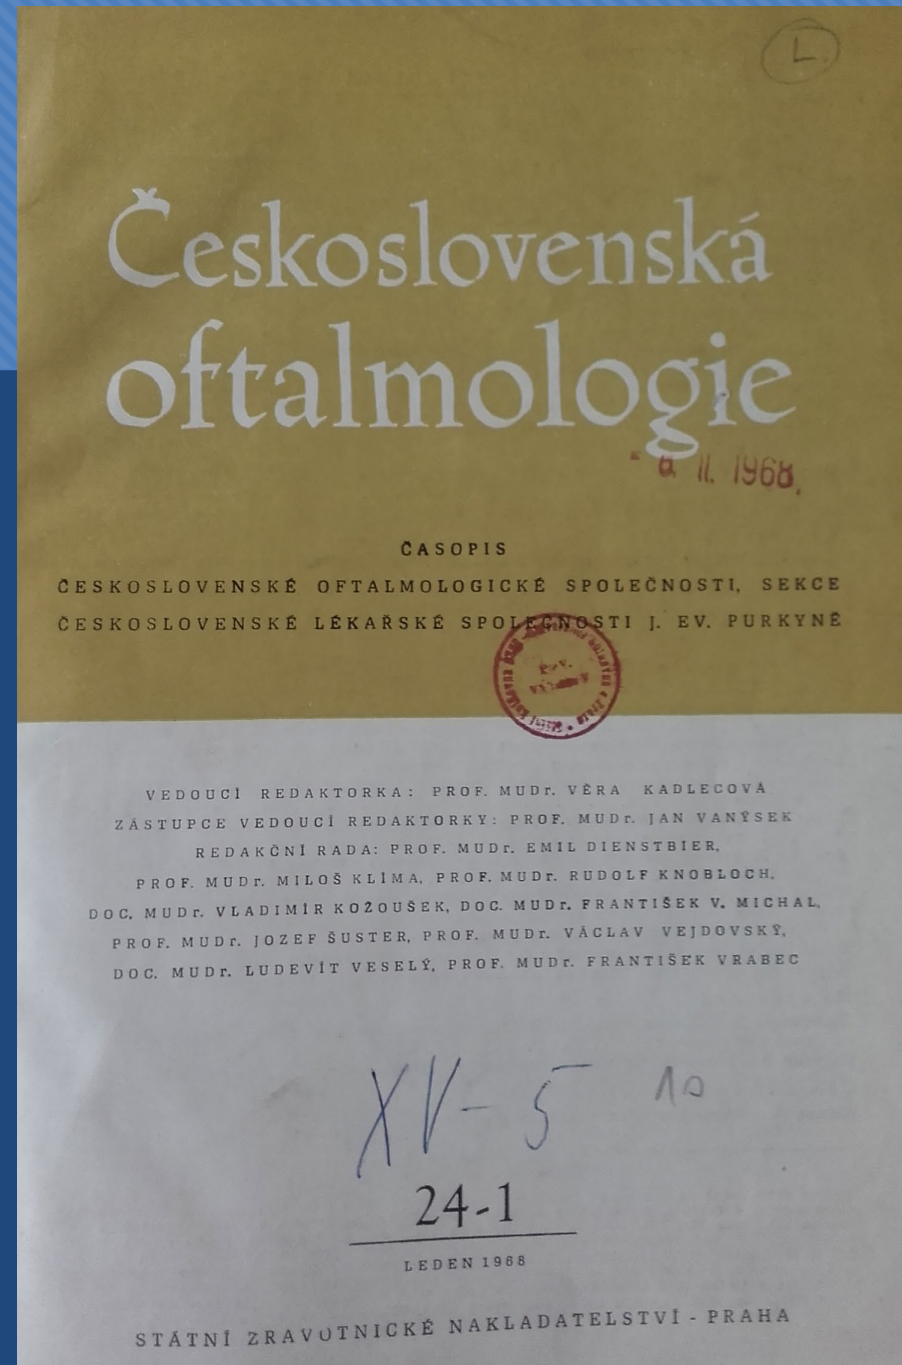 L
Československá
oftalmologie
6. II. 1968
ČASOPIS
ČESKOSLOVENSKÉ OFTALMOLOGICKÉ SPOLEČNOSTI, SEKCE
ČESKOSLOVENSKÉ LÉKAŘSKÉ SPOLEČNOSTI J. EV. PURKYNĚ
VEDOUCÍ REDAKTORKA: PROF. MUDr. VĚRA KADLECOVÁ
ZÁSTUPCE VEDOUCÍ REDAKTORKY: PROF. MUDr. JAN VANÝSEK
REDAKČNÍ RADA: PROF. MUDr. EMIL DIENSTBIER,
PROF. MUDr. MILOŠ KLÍMA, PROF. MUDr. RUDOLF KNOBLOCH,
DOC. MUDr. VLADIMÍR KOŽOUŠEK, DOC. MUDr. FRANTIŠEK V. MICHAL,
PROF. MUDr. JOZEF ŠUSTER, PROF. MUDr. VÁCLAV VEJDOVSKÝ,
DOC. MUDr. LUDEVÍT VESELÝ, PROF. MUDr. FRANTIŠEK VRABEC
XV - 5 10
24-1
LEDEN 1968
STÁTNÍ ZRAVOTNICKÉ NAKLADATELSTVÍ - PRAHA